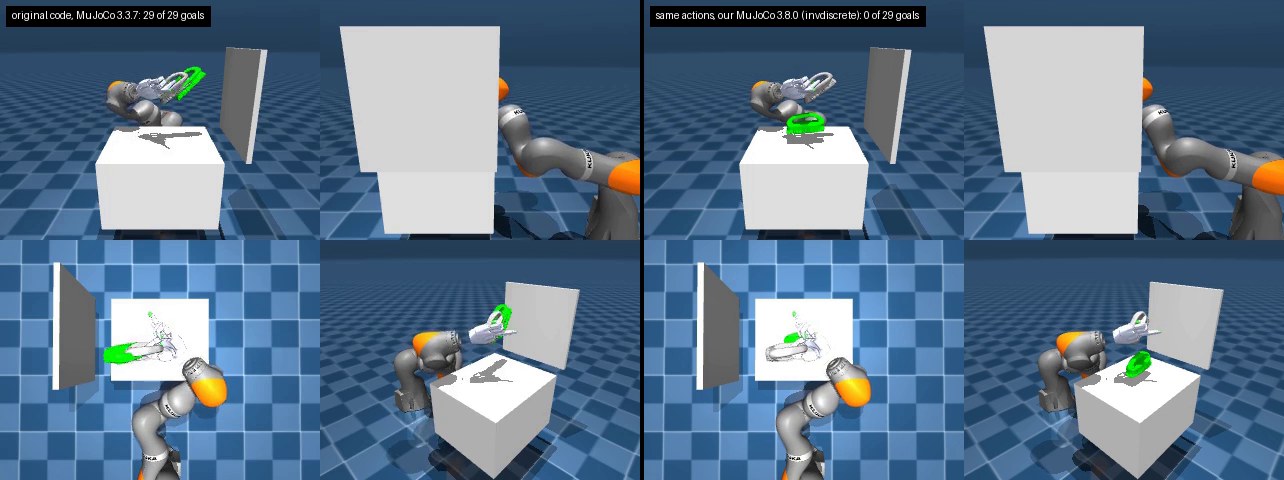 original code, MuJoCo 3.3.7: 29 of 29 goals
same actions, our MuJoCo 3.8.0 (invdiscrete): 0 of 29 goals